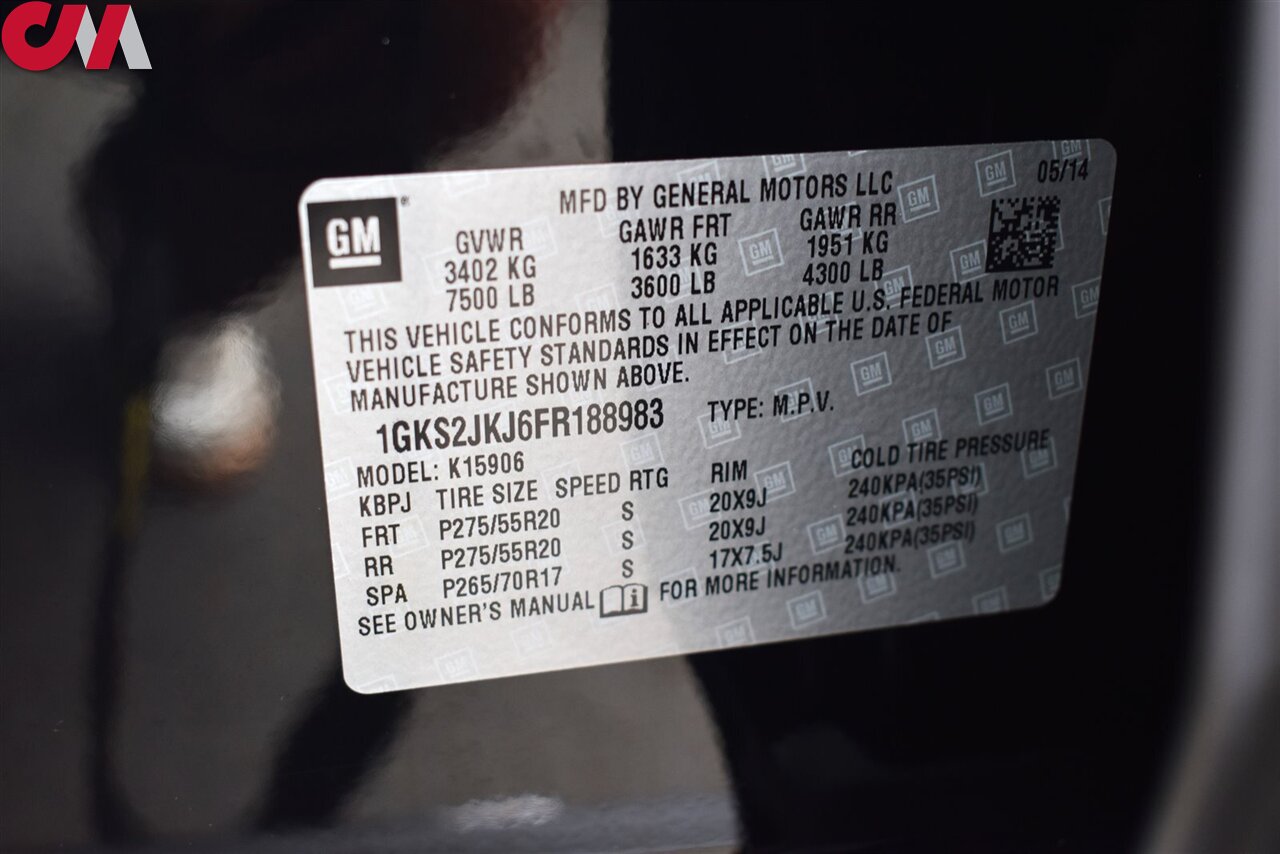 CM
GM ®
MFD BY GENERAL MOTORS LLC 05/14
GVWR GAWR FRT GAWR RR
3402 KG 1633 KG 1951 KG
7500 LB 3600 LB 4300 LB
THIS VEHICLE CONFORMS TO ALL APPLICABLE U.S. FEDERAL MOTOR
VEHICLE SAFETY STANDARDS IN EFFECT ON THE DATE OF
MANUFACTURE SHOWN ABOVE.
1GKS2JKJ6FR188983 TYPE: M.P.V.
MODEL: K15906
KBPJ TIRE SIZE SPEED RTG RIM COLD TIRE PRESSURE
FRT P275/55R20 S 20X9J 240KPA(35PSI)
RR P275/55R20 S 20X9J 240KPA(35PSI)
SPA P265/70R17 S 17X7.5J 240KPA(35PSI)
SEE OWNER'S MANUAL FOR MORE INFORMATION.